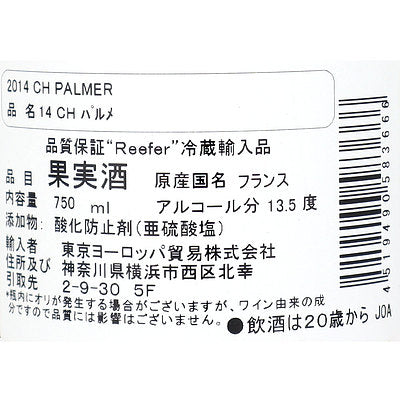 2014 CH PALMER
品 名14 CH パルメ
品質保証“Reefer”冷蔵輸入品
品目 果実酒 原産国名 フランス
内容量 750 ml アルコール分 13.5 度
添加物: 酸化防止剤(亜硫酸塩)
輸入者 東京ヨーロッパ貿易株式会社
住所及び 神奈川県横浜市西区北幸
引取先 2-9-30 5F
*瓶内にオリが発生する場合がございますが、ワイン由来の成
分ですので品質には影響はございません。
●飲酒は20歳から JOA
4519490583666